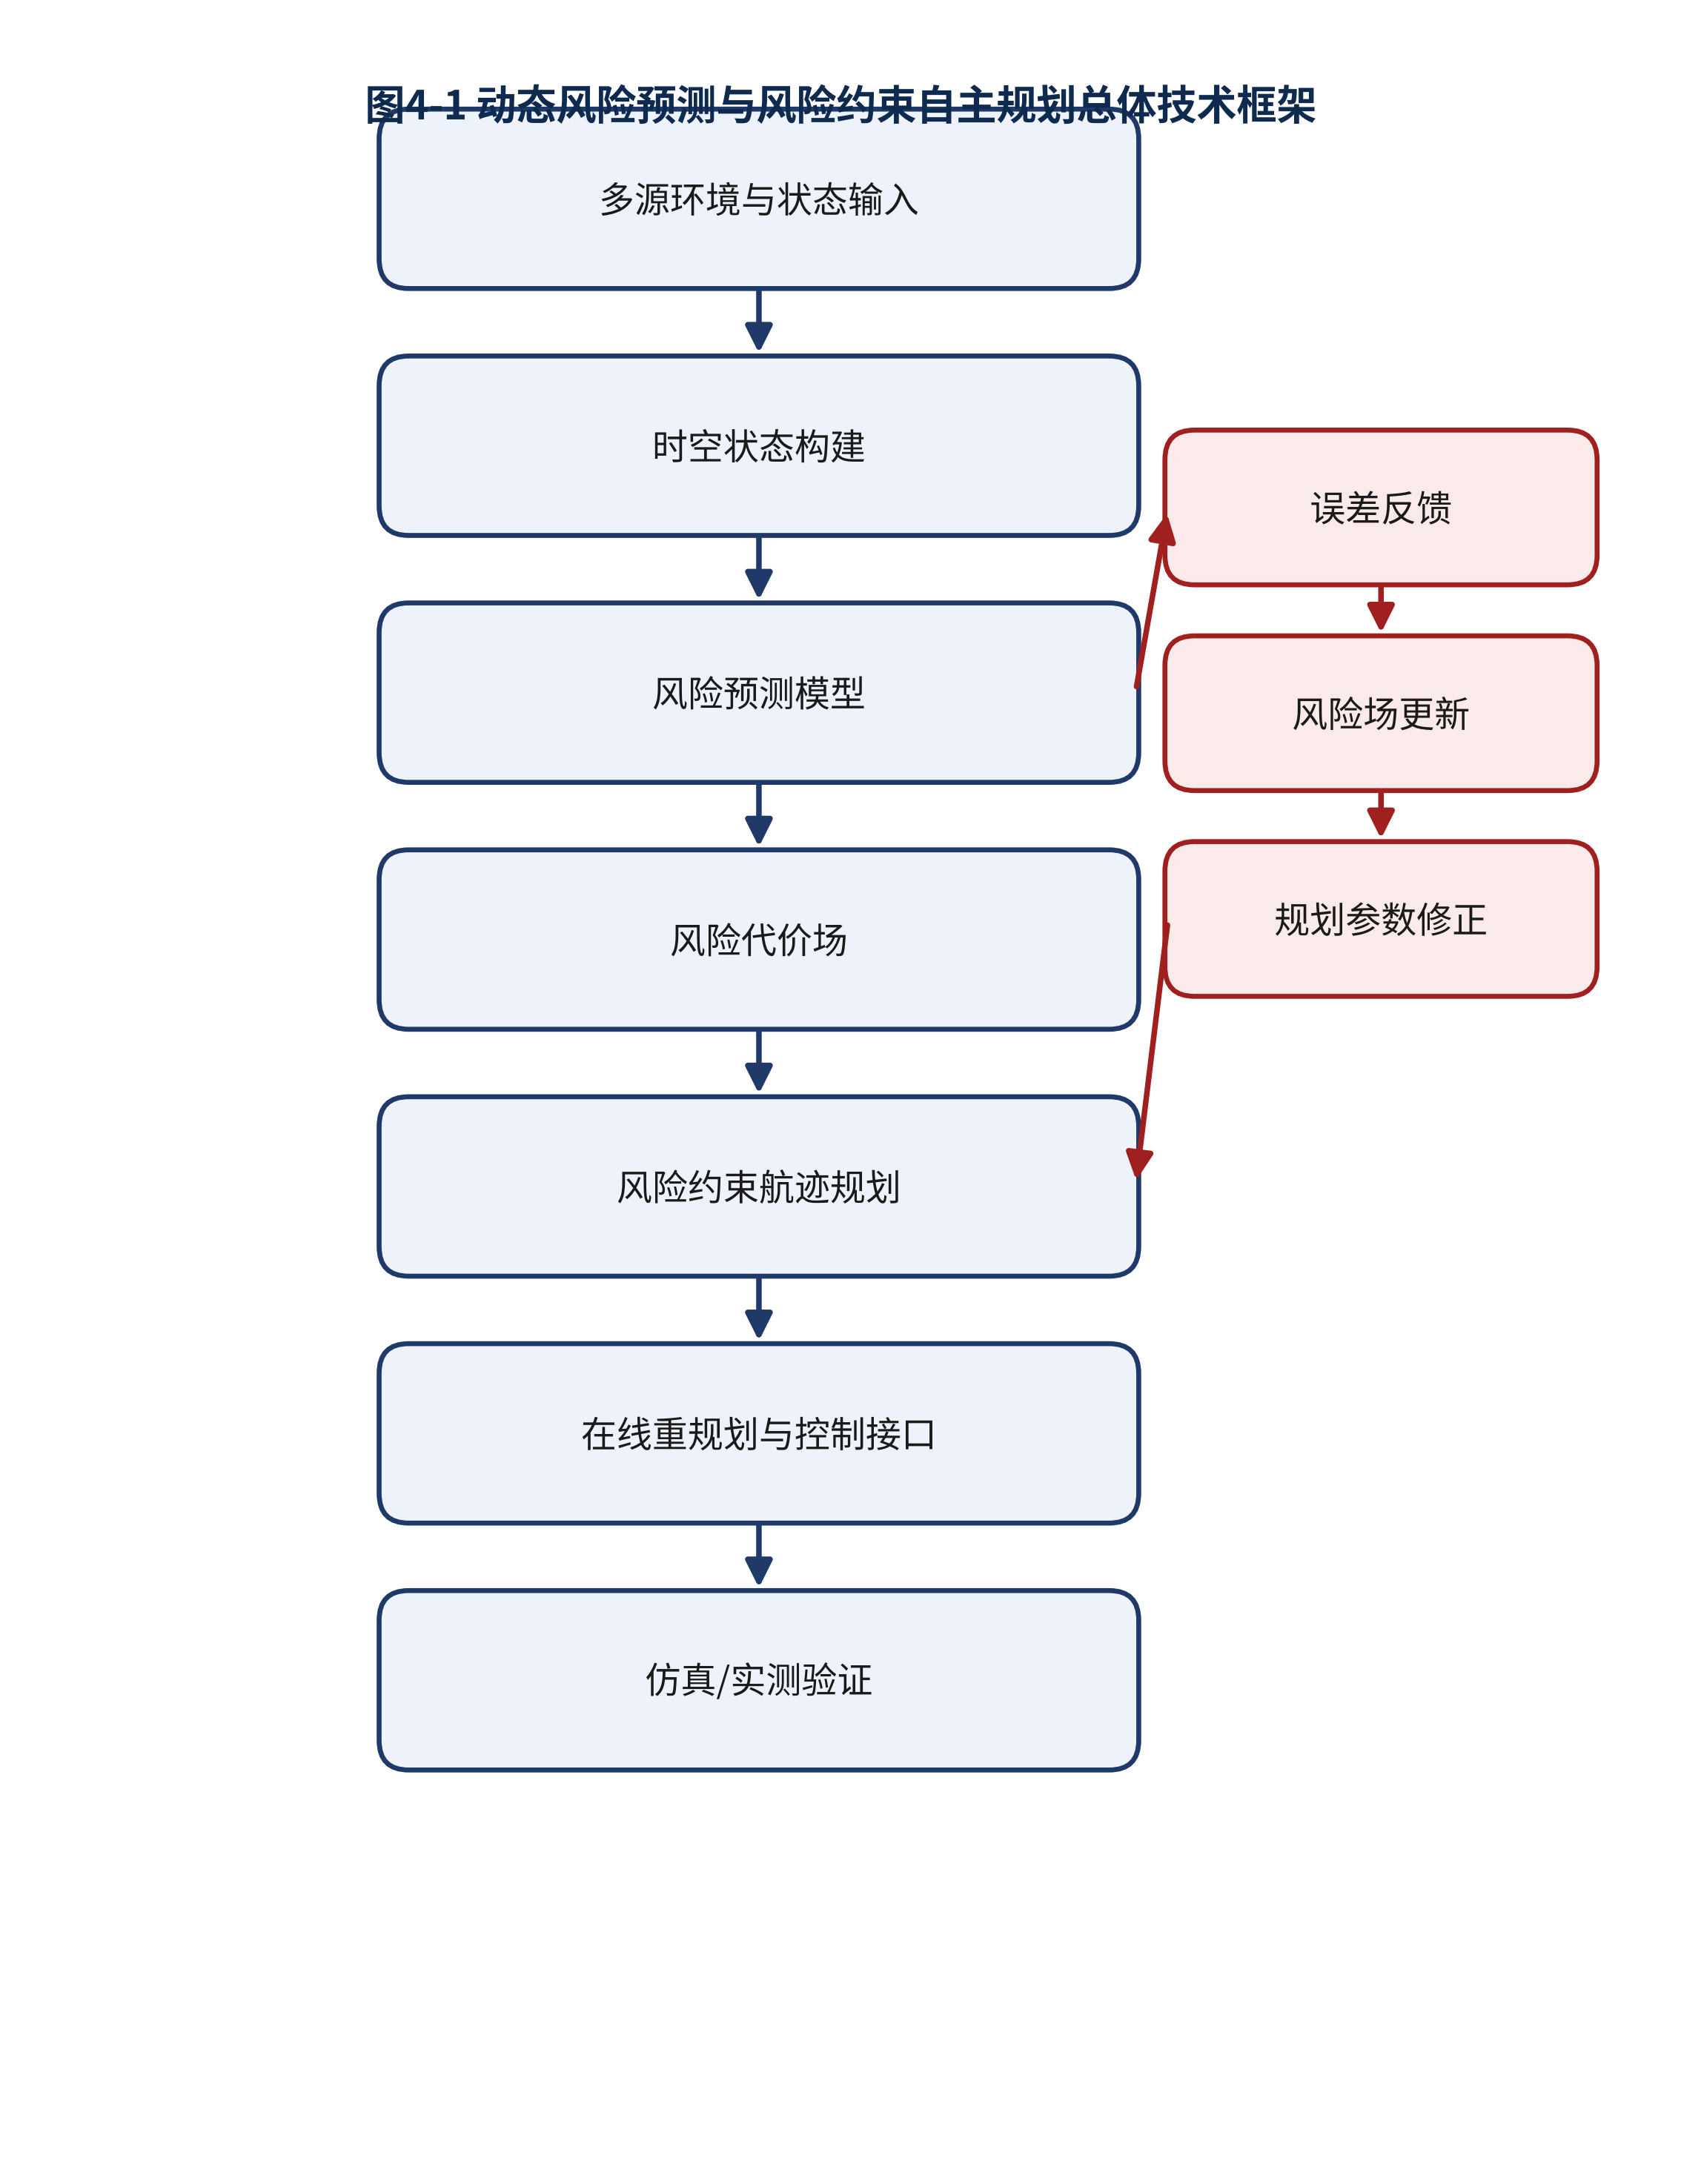 图4-1 动态风险预测与风险约束自主规划总体技术框架
多源环境与状态输入
时空状态构建
风险预测模型
风险代价场
风险约束航迹规划
在线重规划与控制接口
仿真/实测验证
误差反馈
风险场更新
规划参数修正